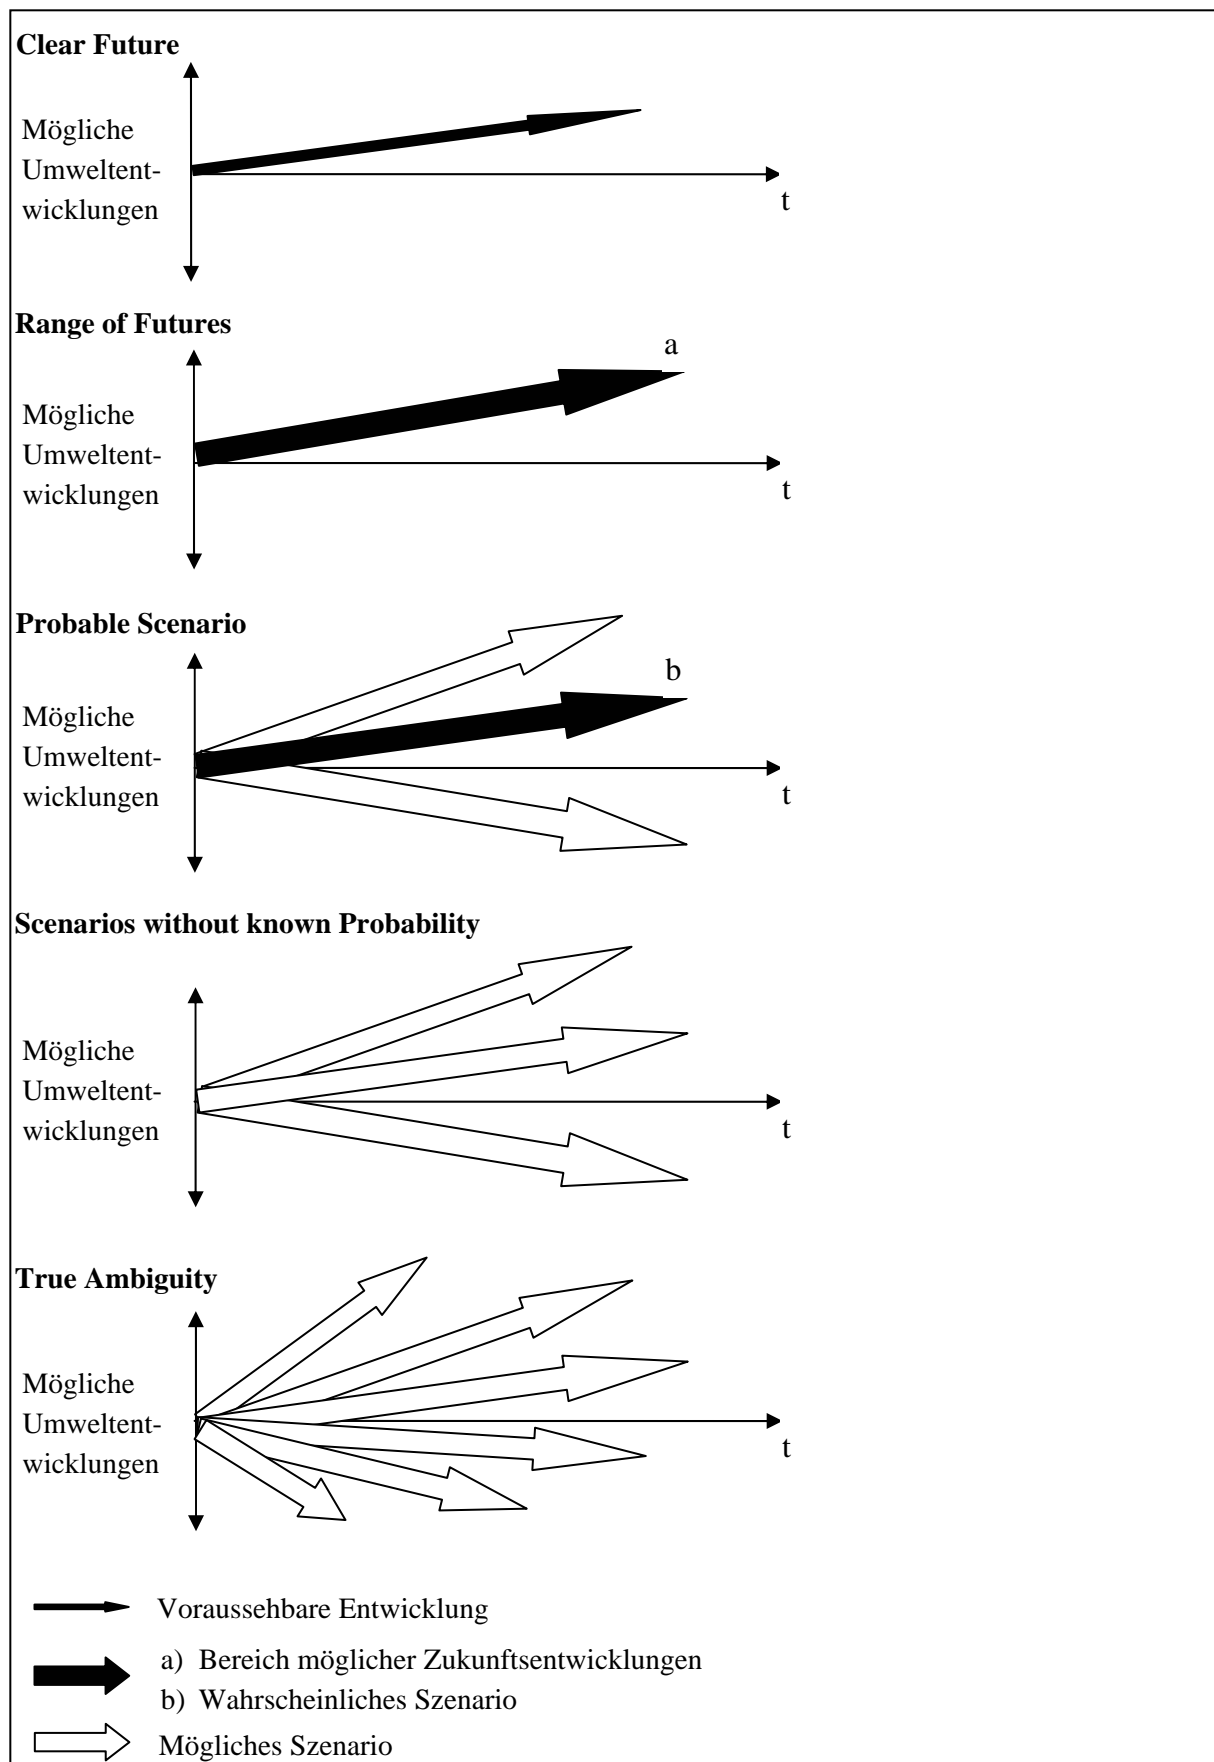 Clear Future
Mögliche
Umweltent-
wicklungen
t
Range of Futures
a
Mögliche
Umweltent-
wicklungen
t
Probable Scenario
b
Mögliche
Umweltent-
wicklungen
t
Scenarios without known Probability
Mögliche
Umweltent-
wicklungen
t
True Ambiguity
Mögliche
Umweltent-
wicklungen
t
Voraussehbare Entwicklung
a) Bereich möglicher Zukunftsentwicklungen
b) Wahrscheinliches Szenario
Mögliches Szenario